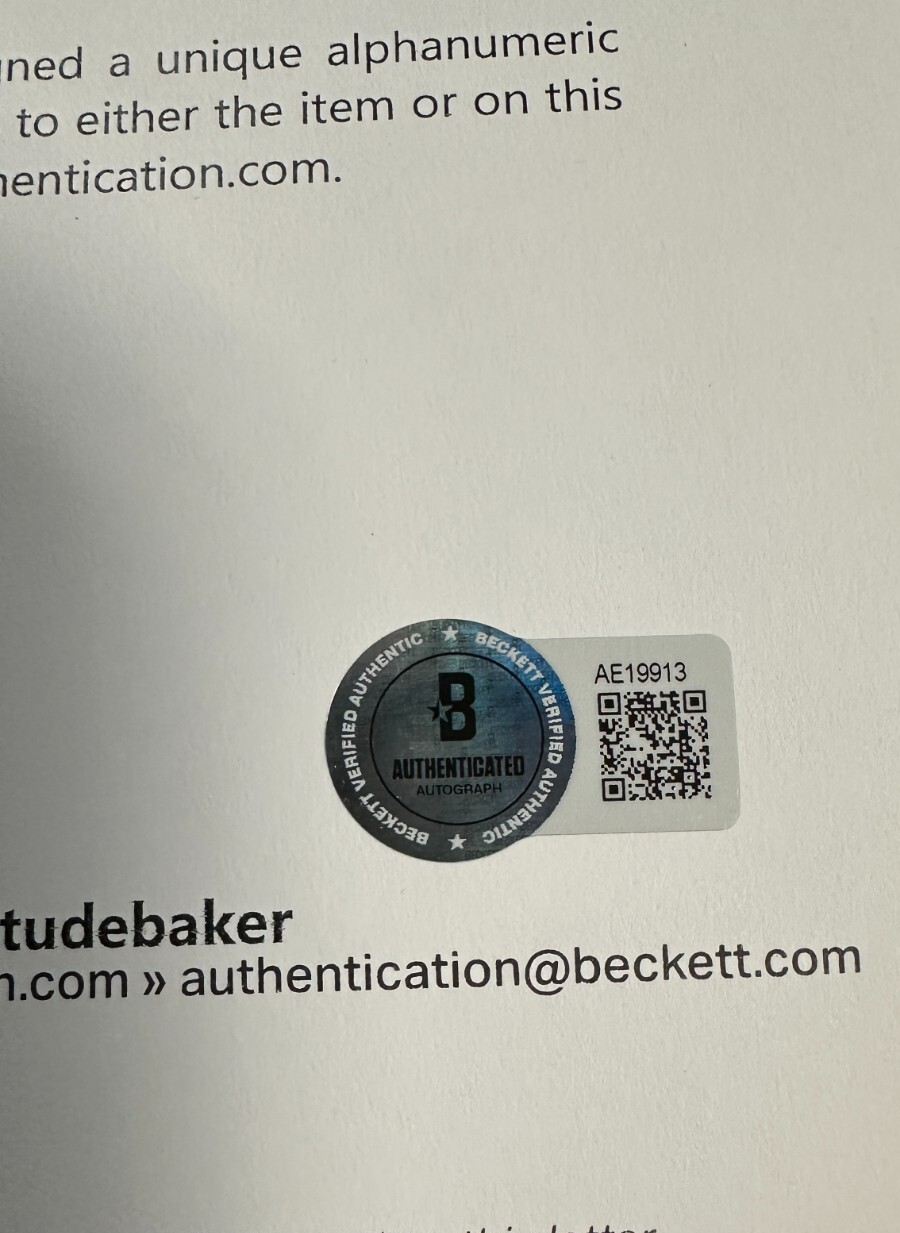 ned a unique alphanumeric
to either the item or on this
entication.com.
BECKETT VERIFIED AUTHENTIC ★ BECKETT VERIFIED AUTHENTIC ★
B
AUTHENTICATED
AUTOGRAPH
AE19913
tudebaker
.com » authentication@beckett.com